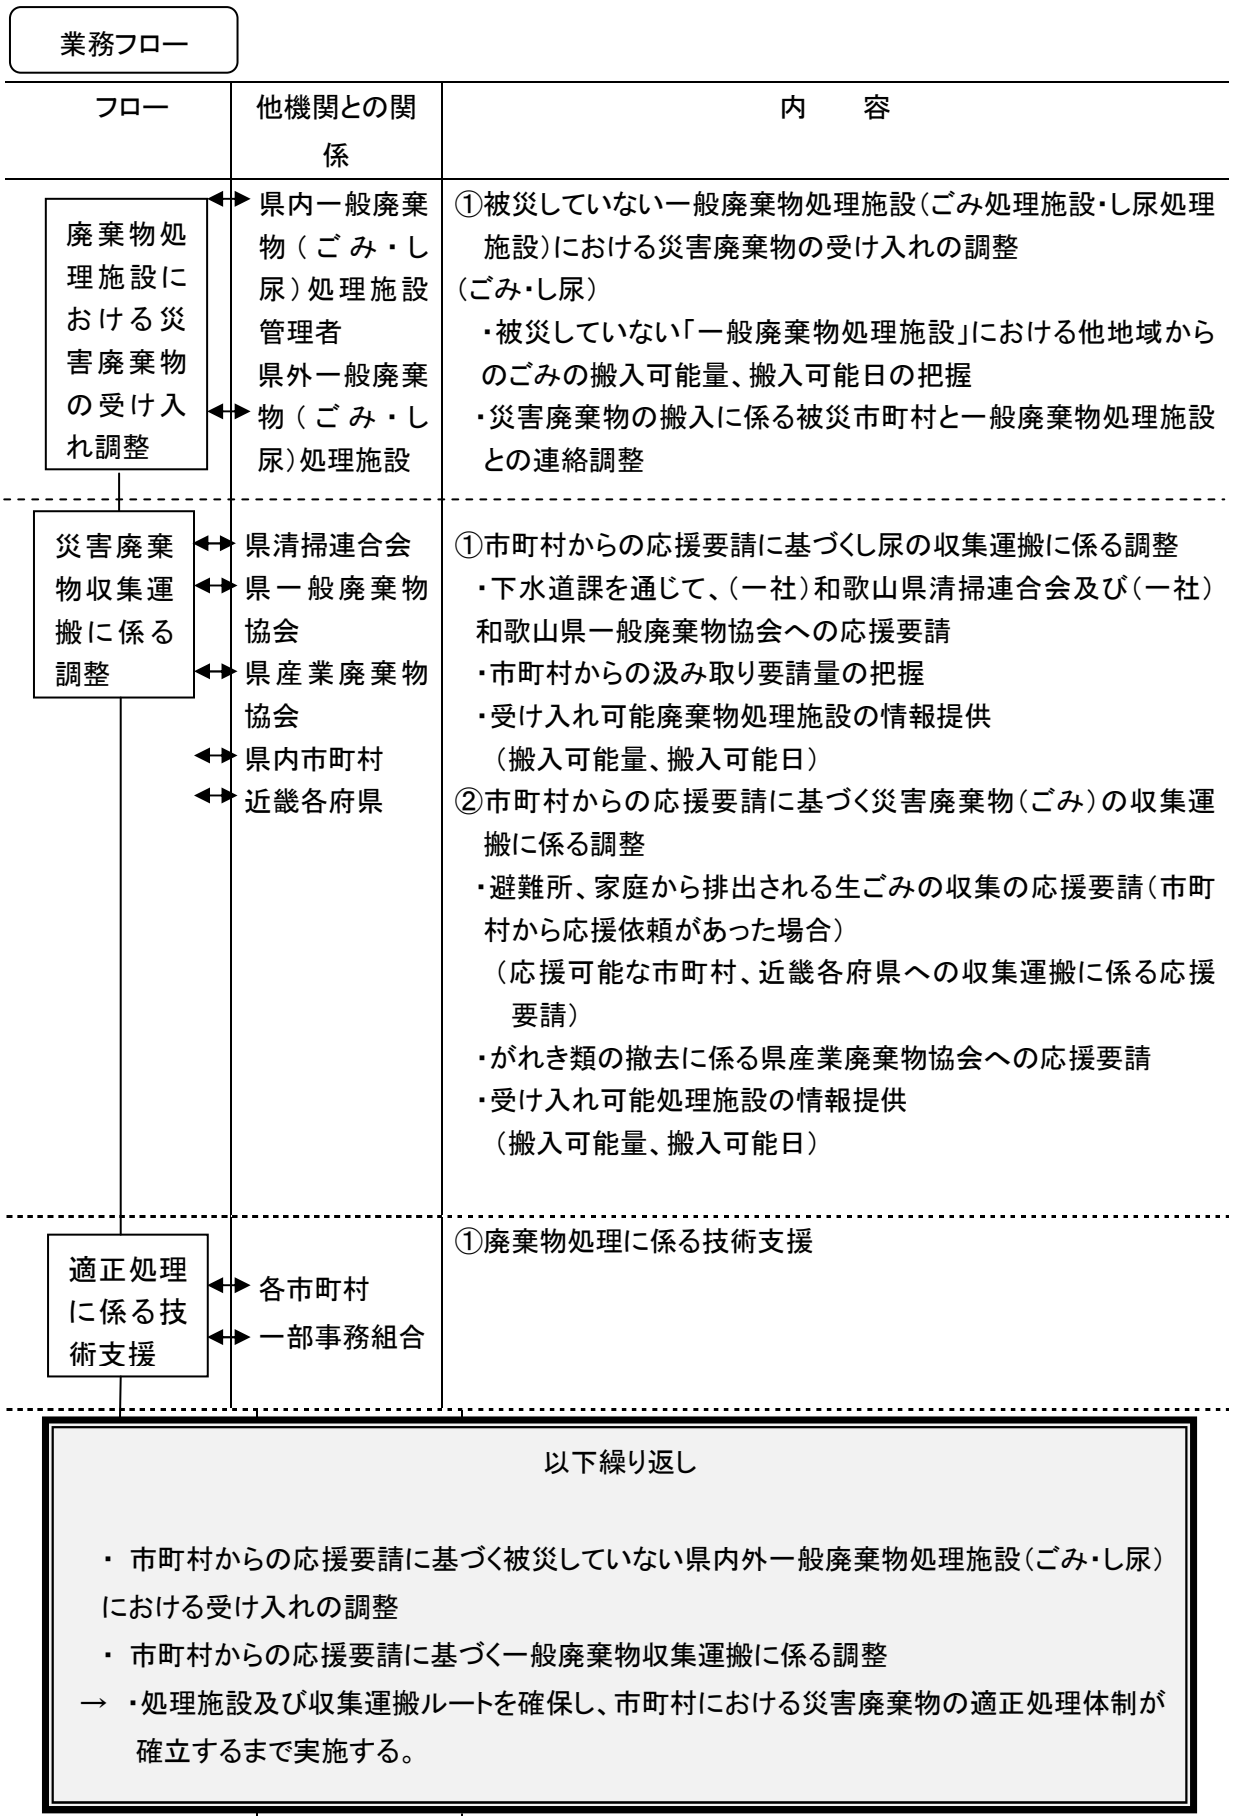 業務フロー
フロー
他機関との関
係
内　　容
廃棄物処
理施設に
おける災
害廃棄物
の受け入
れ調整
県内一般廃棄
物（ごみ・し
尿）処理施設
管理者
県外一般廃棄
物（ごみ・し
尿）処理施設
①被災していない一般廃棄物処理施設（ごみ処理施設・し尿処理
施設）における災害廃棄物の受け入れの調整
（ごみ・し尿）
・被災していない「一般廃棄物処理施設」における他地域から
のごみの搬入可能量、搬入可能日の把握
・災害廃棄物の搬入に係る被災市町村と一般廃棄物処理施設
との連絡調整
災害廃棄
物収集運
搬に係る
調整
県清掃連合会
県一般廃棄物
協会
県産業廃棄物
協会
県内市町村
近畿各府県
①市町村からの応援要請に基づくし尿の収集運搬に係る調整
・下水道課を通じて、（一社）和歌山県清掃連合会及び（一社）
和歌山県一般廃棄物協会への応援要請
・市町村からの汲み取り要請量の把握
・受け入れ可能廃棄物処理施設の情報提供
（搬入可能量、搬入可能日）
②市町村からの応援要請に基づく災害廃棄物（ごみ）の収集運
搬に係る調整
・避難所、家庭から排出される生ごみの収集の応援要請（市町
村から応援依頼があった場合）
（応援可能な市町村、近畿各府県への収集運搬に係る応援
要請）
・がれき類の撤去に係る県産業廃棄物協会への応援要請
・受け入れ可能処理施設の情報提供
（搬入可能量、搬入可能日）
適正処理
に係る技
術支援
各市町村
一部事務組合
①廃棄物処理に係る技術支援
以下繰り返し
・ 市町村からの応援要請に基づく被災していない県内外一般廃棄物処理施設（ごみ・し尿）
における受け入れの調整
・ 市町村からの応援要請に基づく一般廃棄物収集運搬に係る調整
→ ・処理施設及び収集運搬ルートを確保し、市町村における災害廃棄物の適正処理体制が
確立するまで実施する。